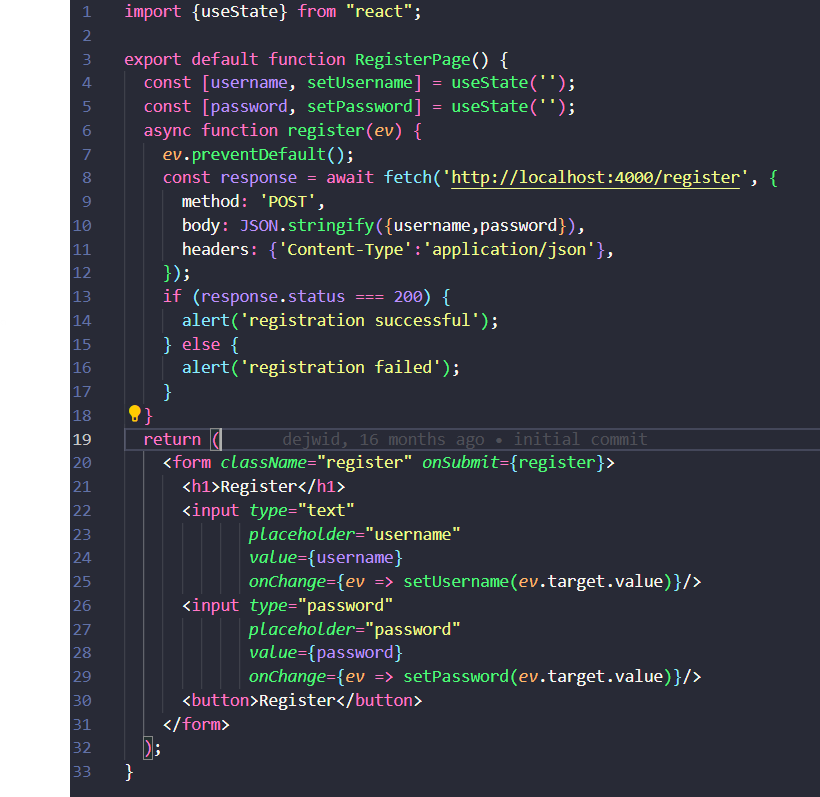 1 import {useState} from "react";
2
3 export default function RegisterPage() {
4   const [username, setUsername] = useState('');
5   const [password, setPassword] = useState('');
6   async function register(ev) {
7     ev.preventDefault();
8     const response = await fetch('http://localhost:4000/register', {
9       method: 'POST',
10       body: JSON.stringify({username,password}),
11       headers: {'Content-Type':'application/json'},
12     });
13     if (response.status === 200) {
14       alert('registration successful');
15     } else {
16       alert('registration failed');
17     }
18   }
19   return (      dejwid, 16 months ago • initial commit
20     <form className="register" onSubmit={register}>
21       <h1>Register</h1>
22       <input type="text"
23              placeholder="username"
24              value={username}
25              onChange={ev => setUsername(ev.target.value)}/>
26       <input type="password"
27              placeholder="password"
28              value={password}
29              onChange={ev => setPassword(ev.target.value)}/>
30       <button>Register</button>
31     </form>
32   );
33 }